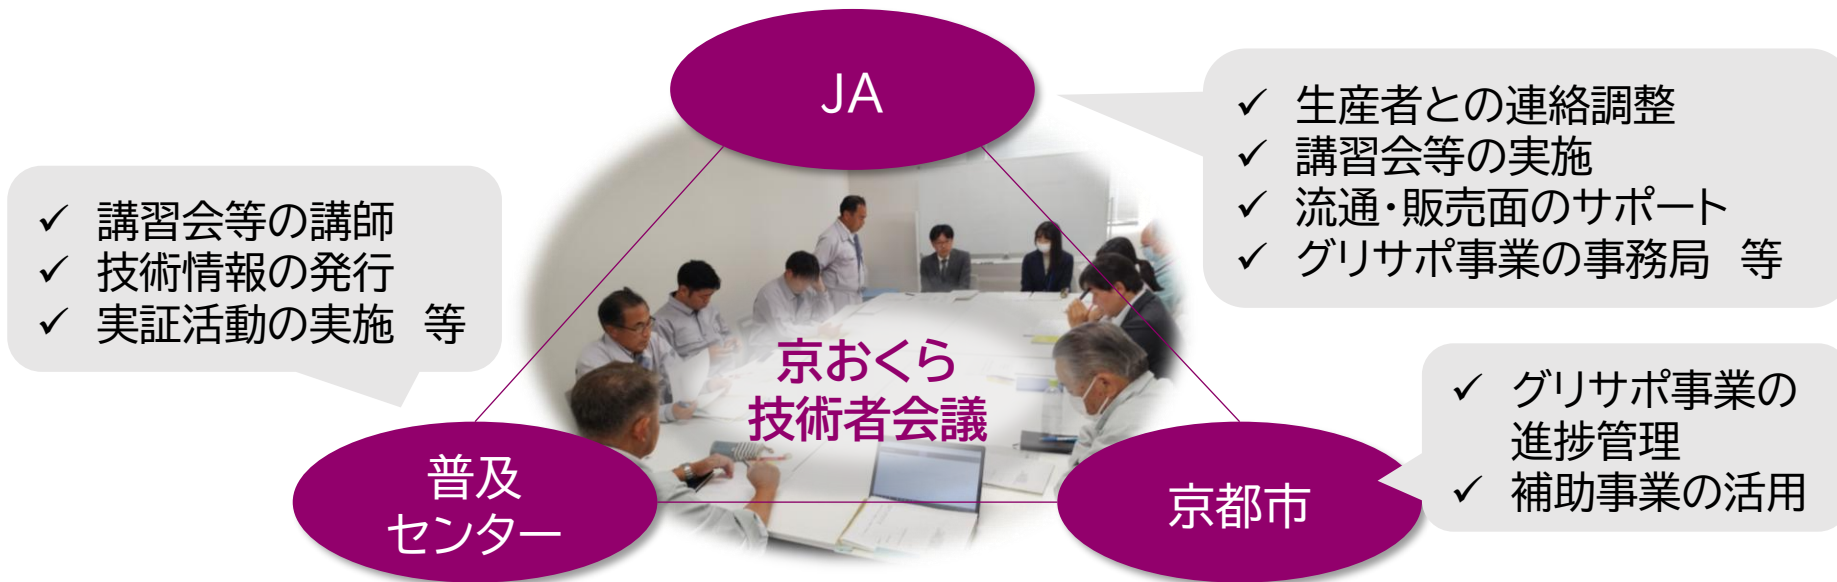 JA
✓ 生産者との連絡調整
✓ 講習会等の実施
✓ 流通・販売面のサポート
✓ グリサポ事業の事務局　等
✓ 講習会等の講師
✓ 技術情報の発行
✓ 実証活動の実施　等
京おくら
技術者会議
普及
センター
京都市
✓ グリサポ事業の
進捗管理
✓ 補助事業の活用